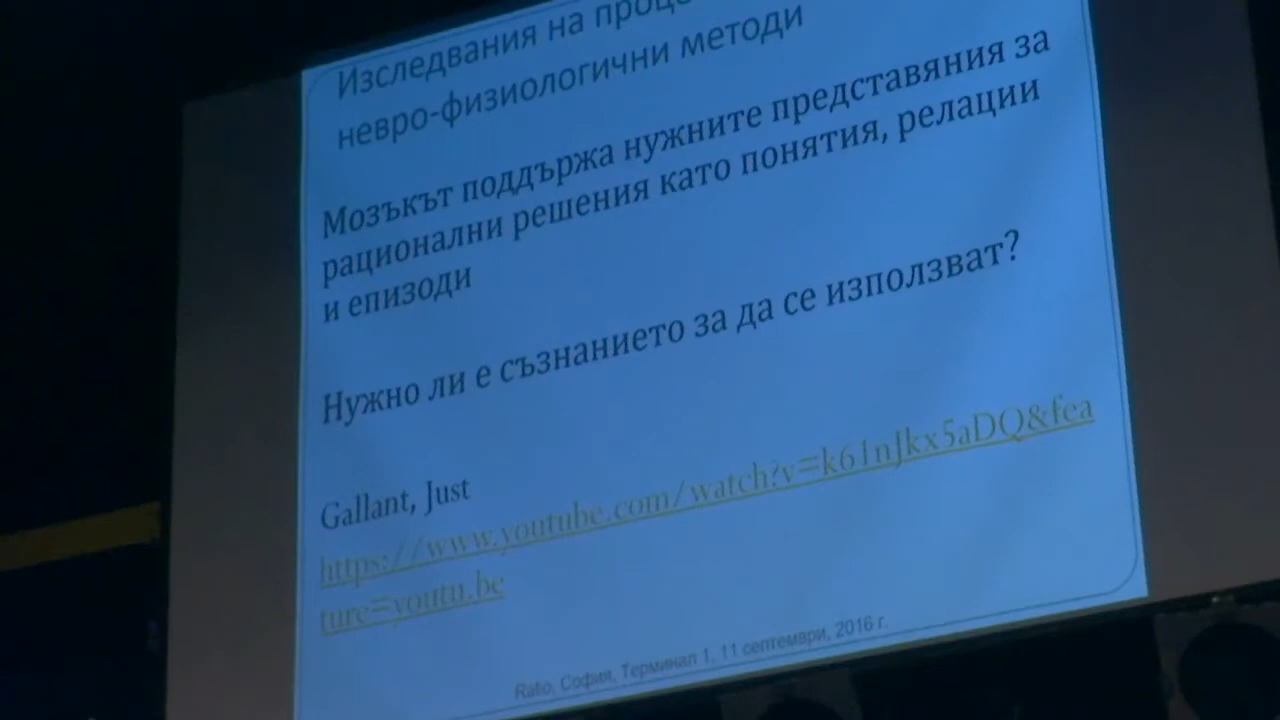 Изследвания на
невро-физиологични методи
Мозъкът поддържа нужните представяния за
рационални решения като понятия, релации
и епизоди
Нужно ли е съзнанието за да се използват?
Gallant, Just
https://www.youtube.com/watch?v=k61nJkx5aDQ&fea
ture=youtu.be
Rato, София, Терминал 1, 11 септември, 2016 г.